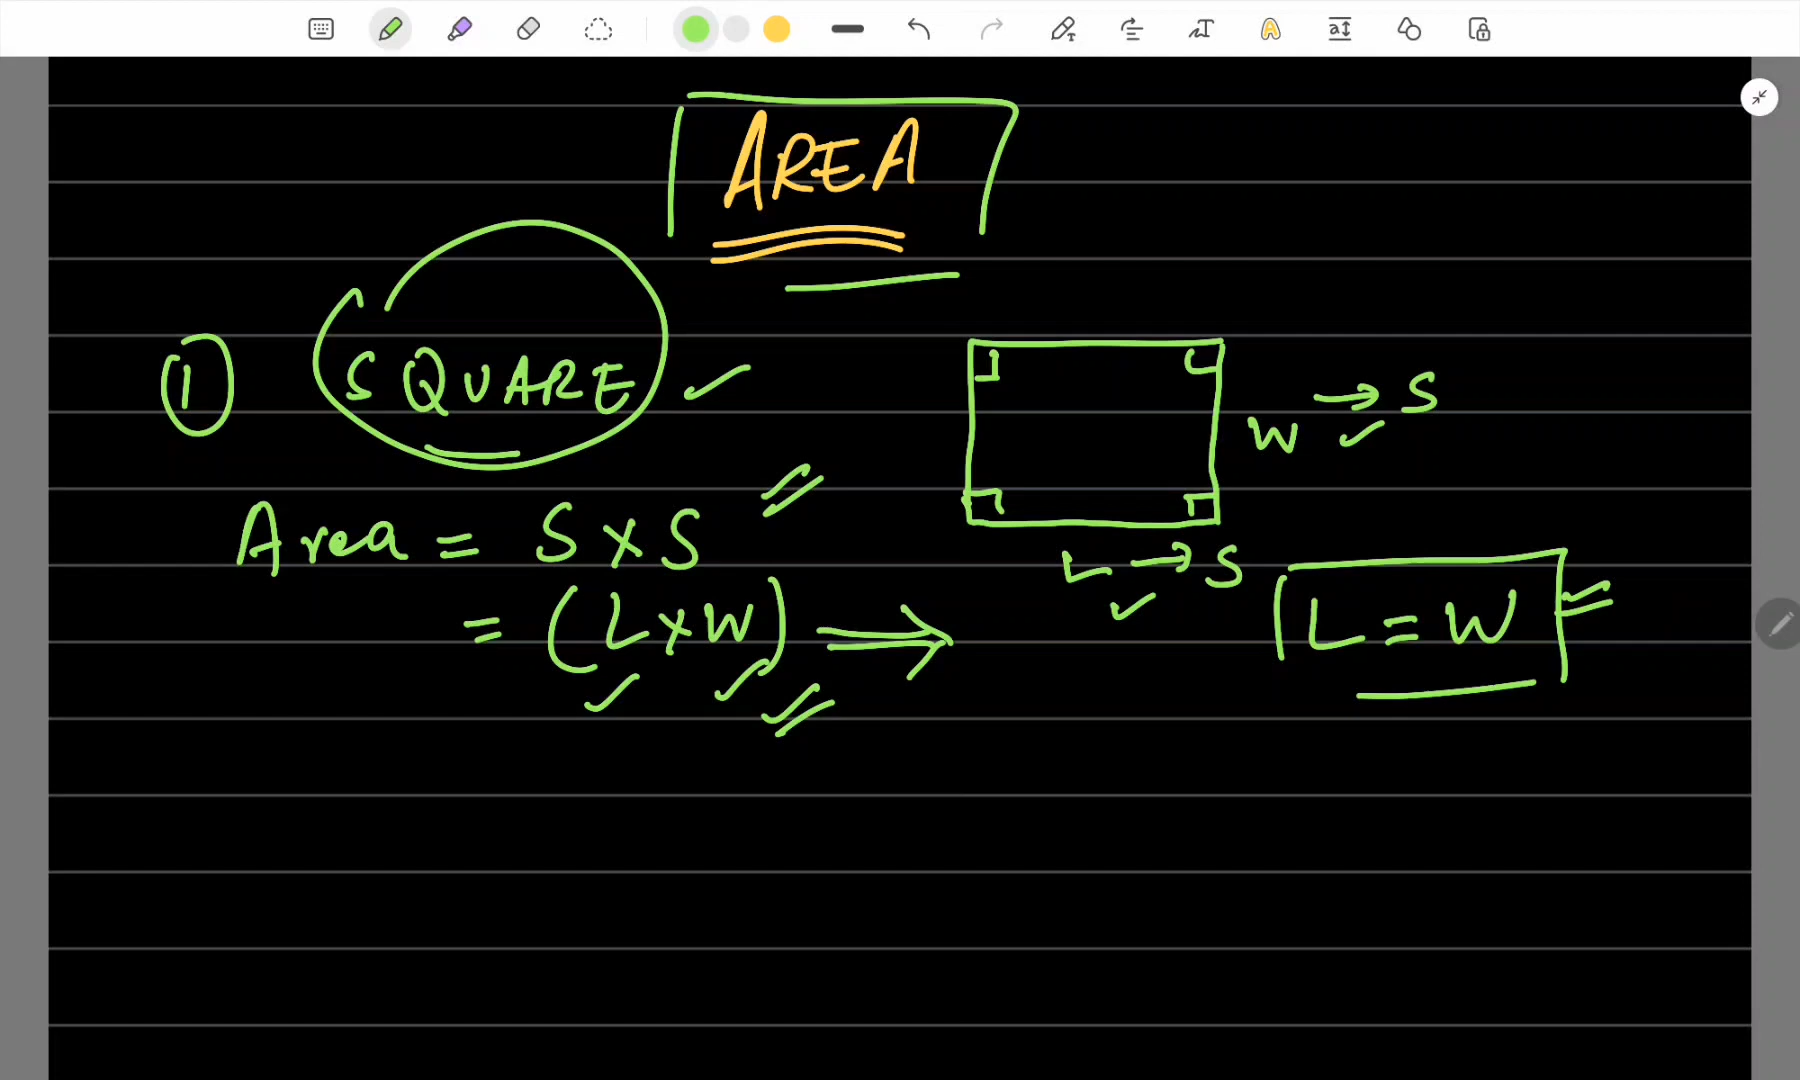 AREA
① SQUARE
W → S
Area = S × S
L → S
= (L × W) ⇒
L = W